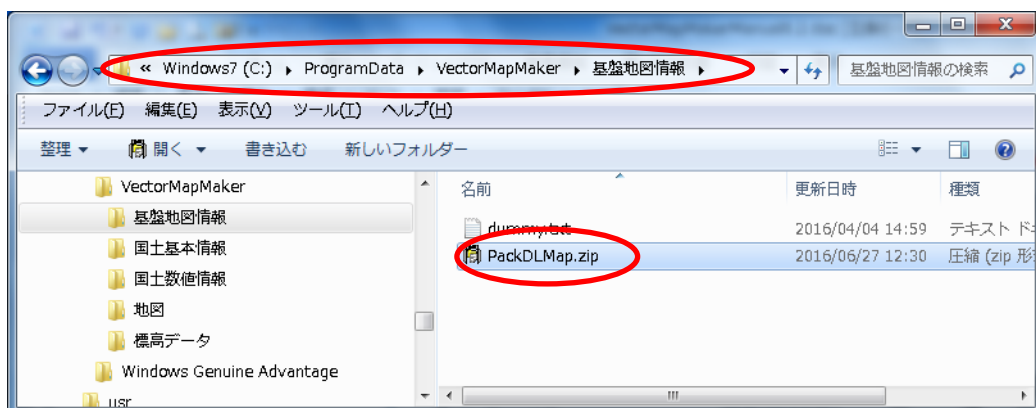 « Windows7 (C:) ▸ ProgramData ▸ VectorMapMaker ▸ 基盤地図情報 ▸
基盤地図情報の検索
ファイル(F) 編集(E) 表示(V) ツール(T) ヘルプ(H)
整理 ▼ 開く ▼ 書き込む 新しいフォルダー
VectorMapMaker
基盤地図情報
国土基本情報
国土数値情報
地図
標高データ
Windows Genuine Advantage
usr
名前 更新日時 種類
dummy.txt 2016/04/04 14:59 テキスト ド
PackDLMap.zip 2016/06/27 12:30 圧縮 (zip 形